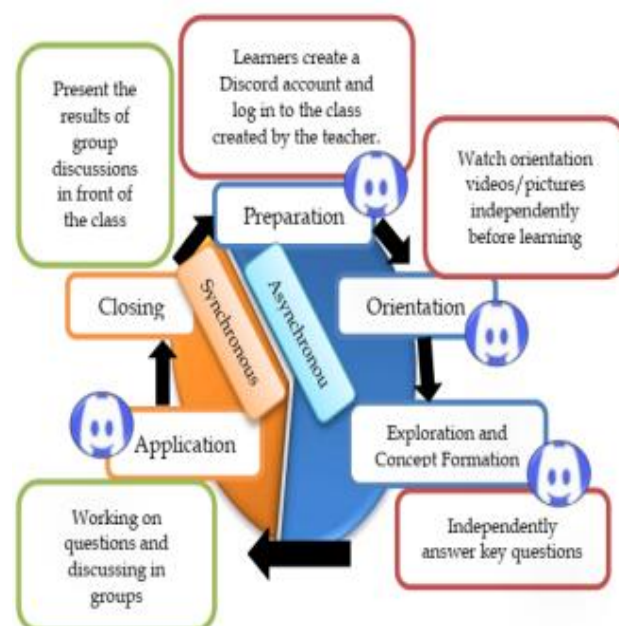 Learners create a
Discord account and
log in to the class
created by the teacher.
Present the
results of
group
discussions
in front of
the class
Watch orientation
videos/pictures
independently
before learning
Preparation
Closing
Synchronous
Asynchronou
Orientation
Application
Exploration and
Concept Formation
Working on
questions and
discussing in
groups
Independently
answer key questions